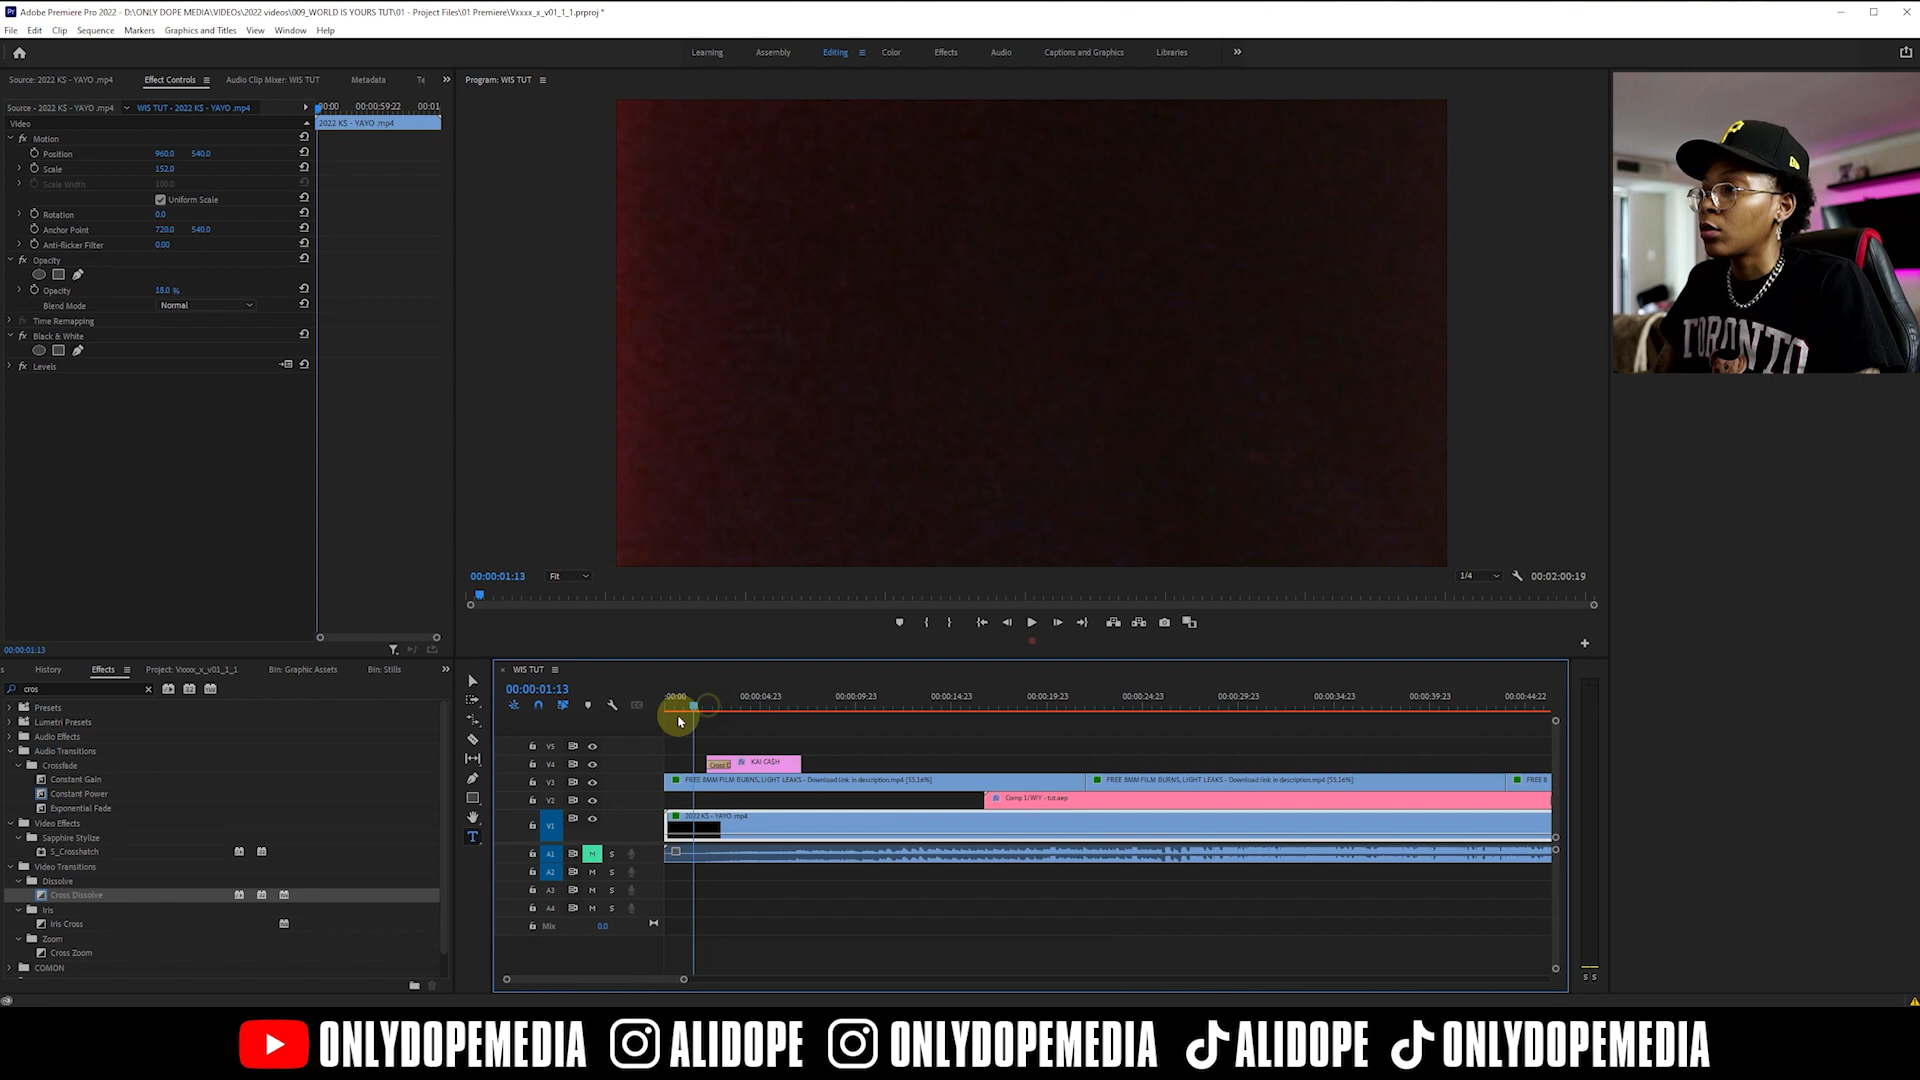 Adobe Premiere Pro 2022 - D:\ONLY DOPE MEDIA\VIDEOs\2022 videos\009_WORLD IS YOURS TUT\01 - Project Files\01 Premiere\Vxxxx_x_v01_1_1.prproj *
File Edit Clip Sequence Markers Graphics and Titles View Window Help
Learning Assembly Editing Color Effects Audio Captions and Graphics Libraries
Source: 2022 KS - YAYO .mp4 Effect Controls Audio Clip Mixer: WIS TUT Metadata Te
Program: WIS TUT
Source • 2022 KS - YAYO .mp4 WIS TUT • 2022 KS - YAYO .mp4 :00:00 00:00:59:22 00:01
Video 2022 KS - YAYO .mp4
fx Motion
Position 960.0 540.0
Scale 152.0
Scale Width 100.0
Uniform Scale
Rotation 0.0
Anchor Point 720.0 540.0
Anti-flicker Filter 0.00
fx Opacity
Opacity 18.0 %
Blend Mode Normal
fx Time Remapping
fx Black & White
fx Levels
TORONTO
00:00:01:13 Fit 1/4 00:02:00:19
00:00:01:13
s History Effects Project: Vxxxx_x_v01_1_1 Bin: Graphic Assets Bin: Stills
cros
Presets
Lumetri Presets
Audio Effects
Audio Transitions
Crossfade
Constant Gain
Constant Power
Exponential Fade
Video Effects
Sapphire Stylize
S_Crosshatch
Video Transitions
Dissolve
Cross Dissolve
Iris
Iris Cross
Zoom
Cross Zoom
COMON
× WIS TUT
00:00:01:13
:00:00 00:00:04:23 00:00:09:23 00:00:14:23 00:00:19:23 00:00:24:23 00:00:29:23 00:00:34:23 00:00:39:23 00:00:44:22
V5
V4 Cross D KAI CA$H
V3 FREE 8MM FILM BURNS, LIGHT LEAKS - Download link in description.mp4 [55.16%] FREE 8MM FILM BURNS, LIGHT LEAKS - Download link in description.mp4 [55.16%] FREE 8
V2 Comp 1/WIY - tut.aep
V1 2022 KS - YAYO .mp4
A1 M S
A2 M S
A3 M S
A4 M S
Mix 0.0
S S
ONLYDOPEMEDIA ALIDOPE ONLYDOPEMEDIA ALIDOPE ONLYDOPEMEDIA